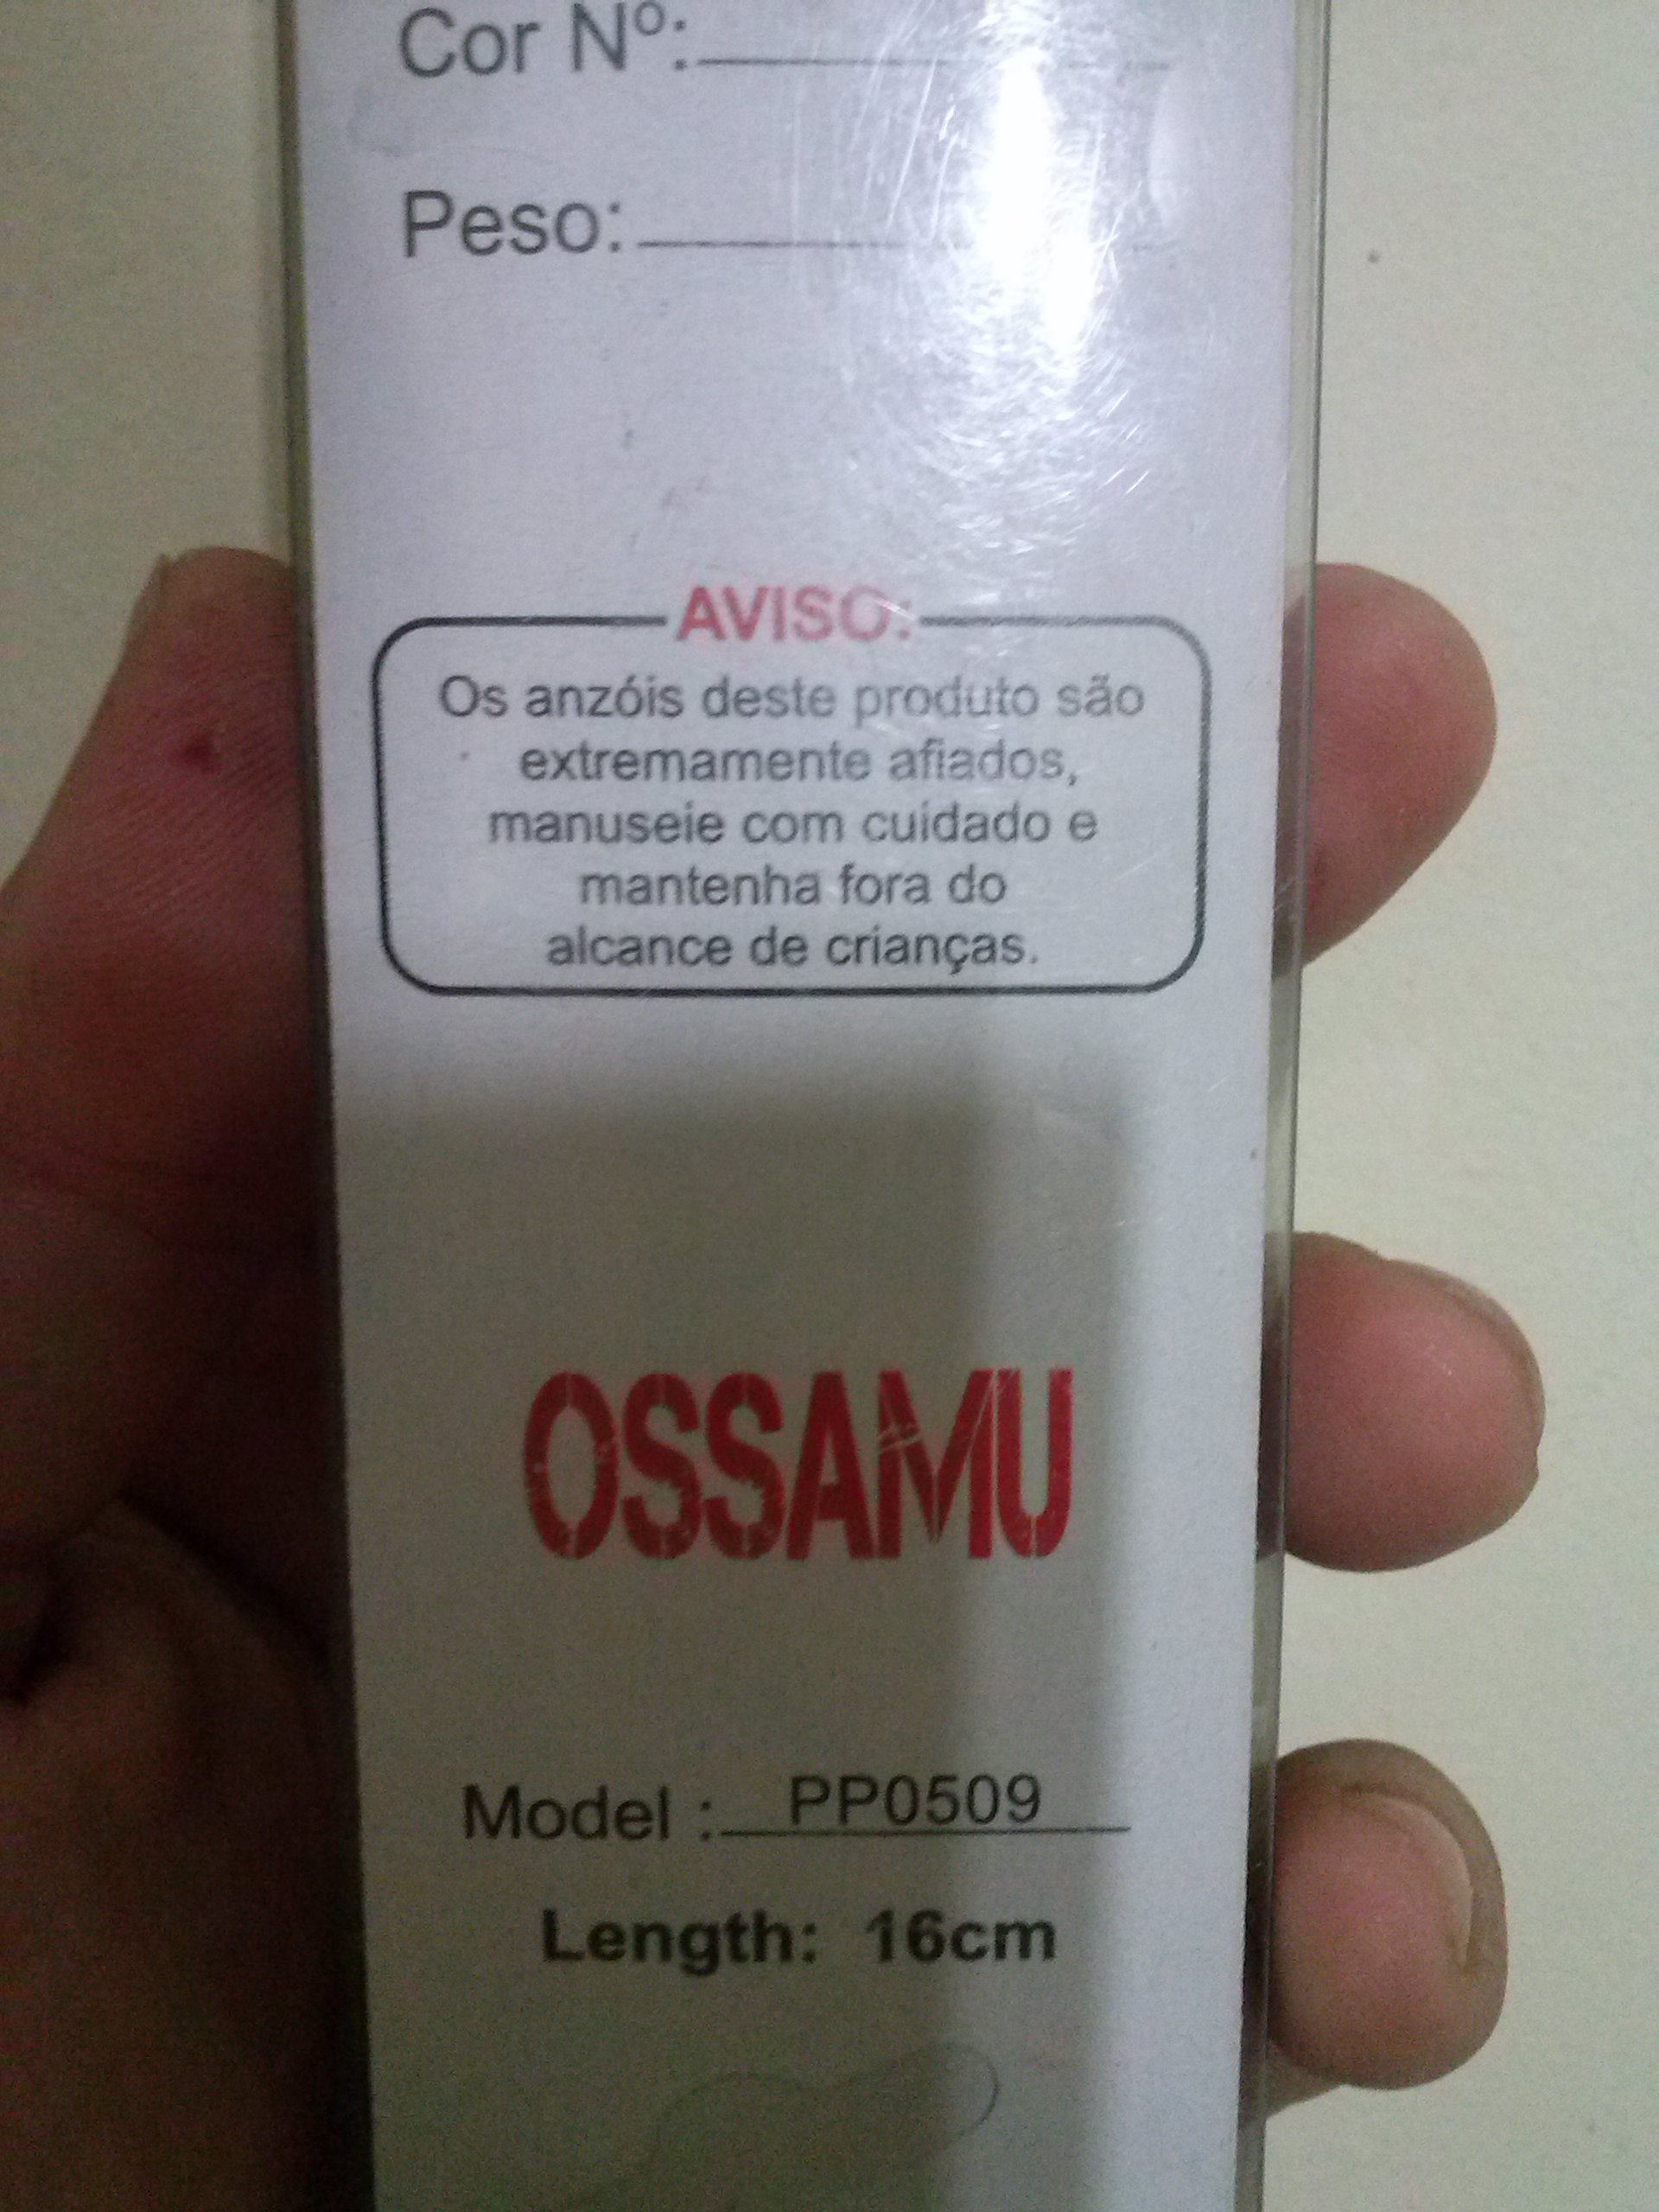 Cor Nº:
Peso:
AVISO:
Os anzóis deste produto são
extremamente afiados,
manuseie com cuidado e
mantenha fora do
alcance de crianças.
OSSAMU
Model : PP0509
Length: 16cm